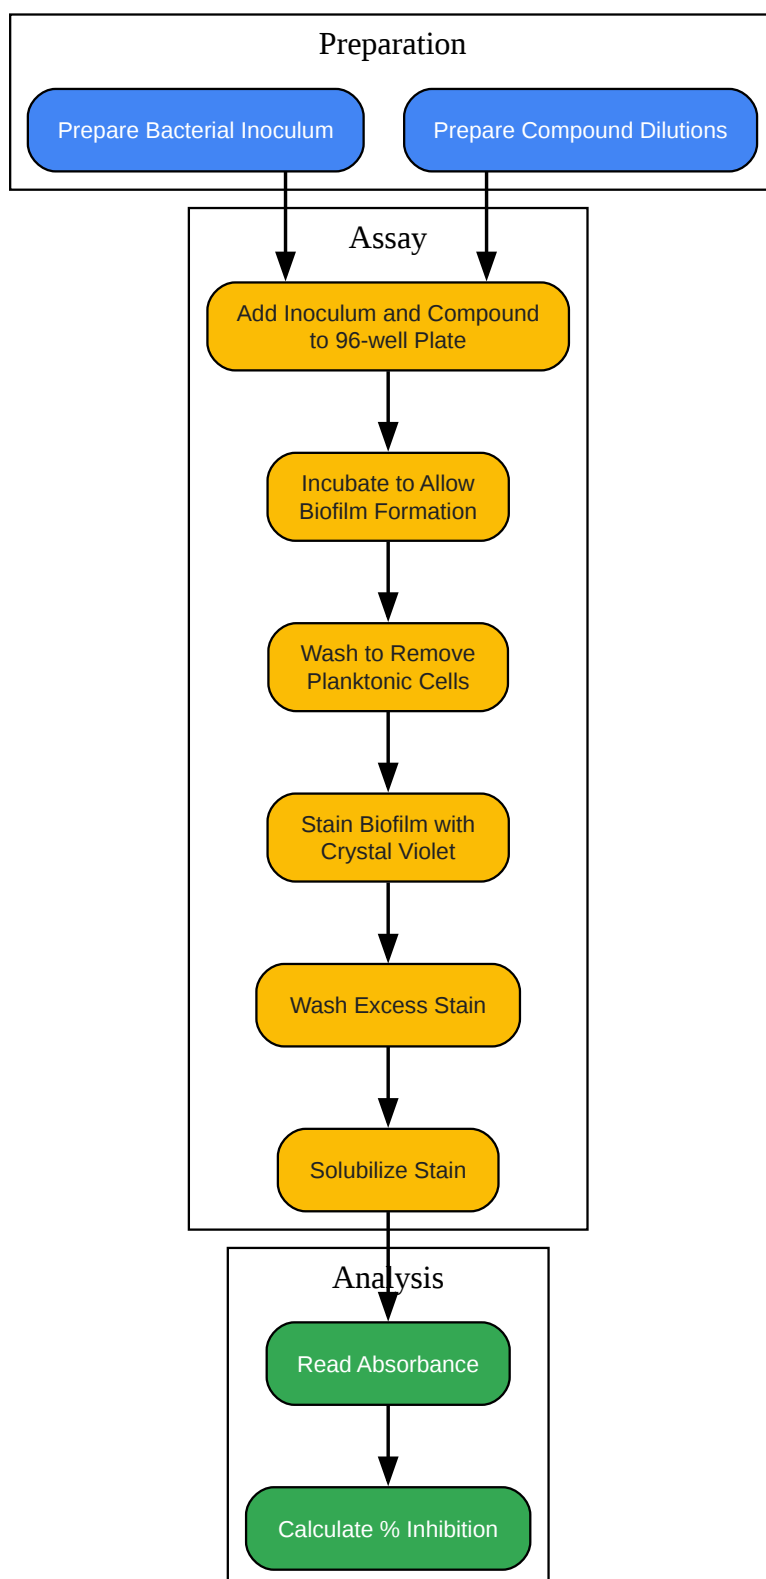 Preparation
Prepare Bacterial Inoculum
Prepare Compound Dilutions
Assay
Add Inoculum and Compound
to 96-well Plate
Incubate to Allow
Biofilm Formation
Wash to Remove
Planktonic Cells
Stain Biofilm with
Crystal Violet
Wash Excess Stain
Solubilize Stain
Analysis
Read Absorbance
Calculate % Inhibition